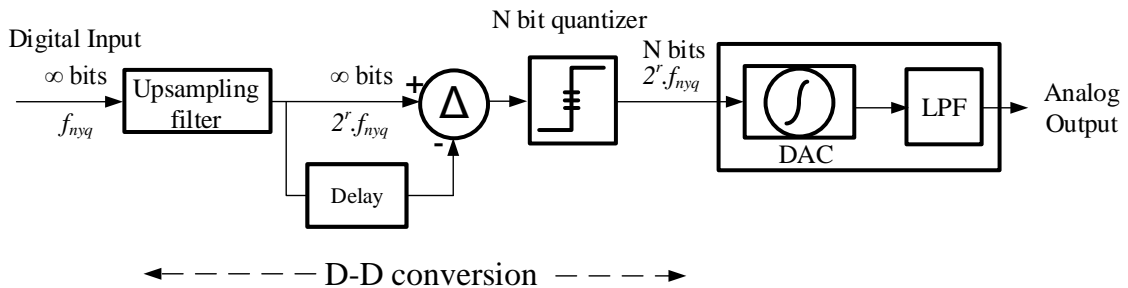 N bit quantizer
Digital Input
∞ bits
f_nyq
Upsampling
filter
∞ bits
2^r.f_nyq
+
Δ
-
Delay
N bits
2^r.f_nyq
∫
DAC
LPF
Analog
Output
D-D conversion